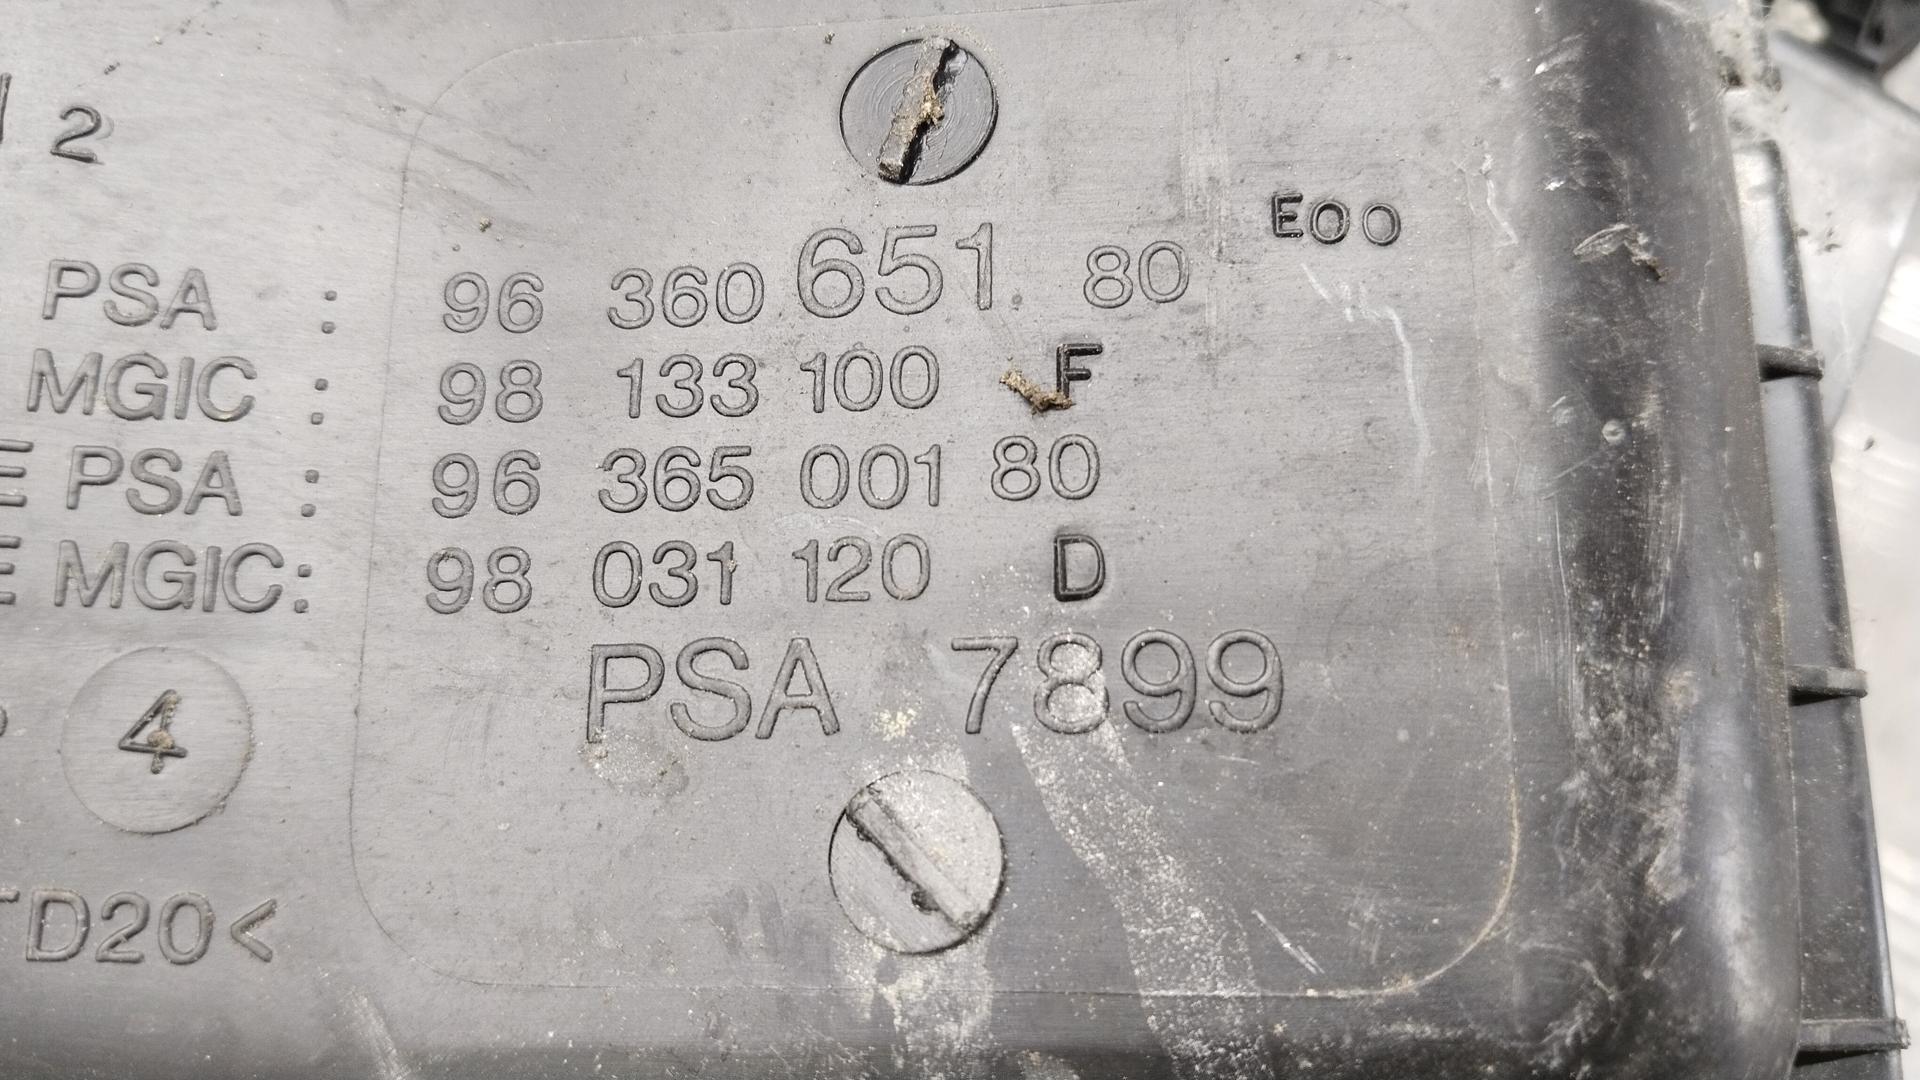 2
E00
PSA : 96 360 651 80
MGIC : 98 133 100 F
E PSA : 96 365 001 80
E MGIC: 98 031 120 D
PSA 7899
4
TD20<